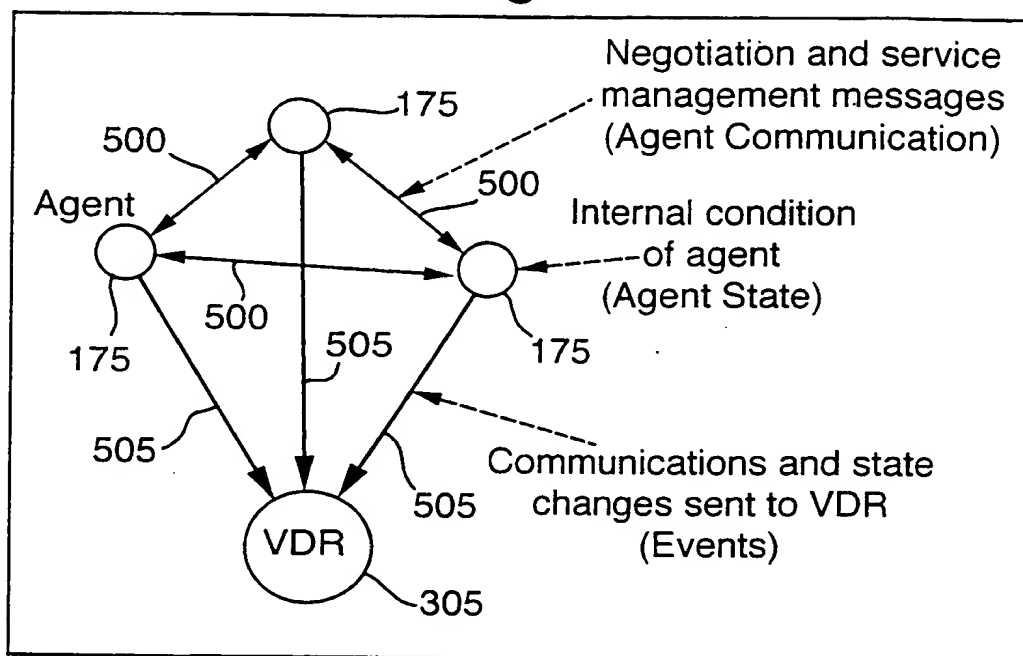 Negotiation and service
management messages
(Agent Communication)
175
500
500
Agent
Internal condition
of agent
(Agent State)
500
175
505
175
505
505
Communications and state
changes sent to VDR
(Events)
VDR
305